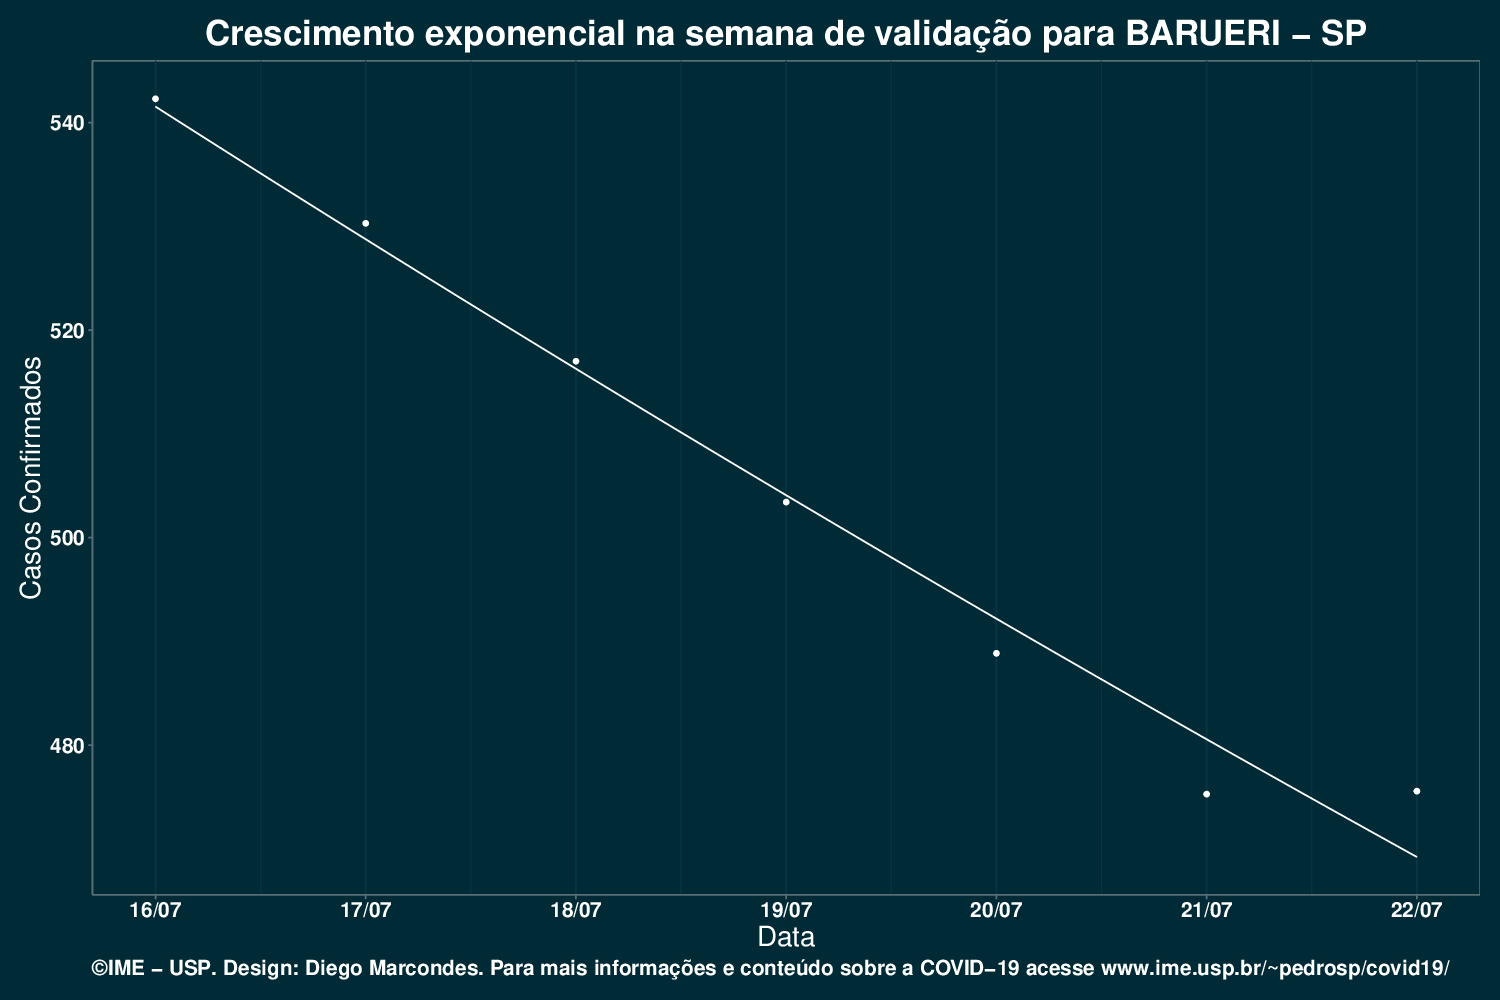 Crescimento exponencial na semana de validação para BARUERI − SP
540
520
500
480
Casos Confirmados
16/07 17/07 18/07 19/07 20/07 21/07 22/07
Data
©IME − USP. Design: Diego Marcondes. Para mais informações e conteúdo sobre a COVID−19 acesse www.ime.usp.br/~pedrosp/covid19/